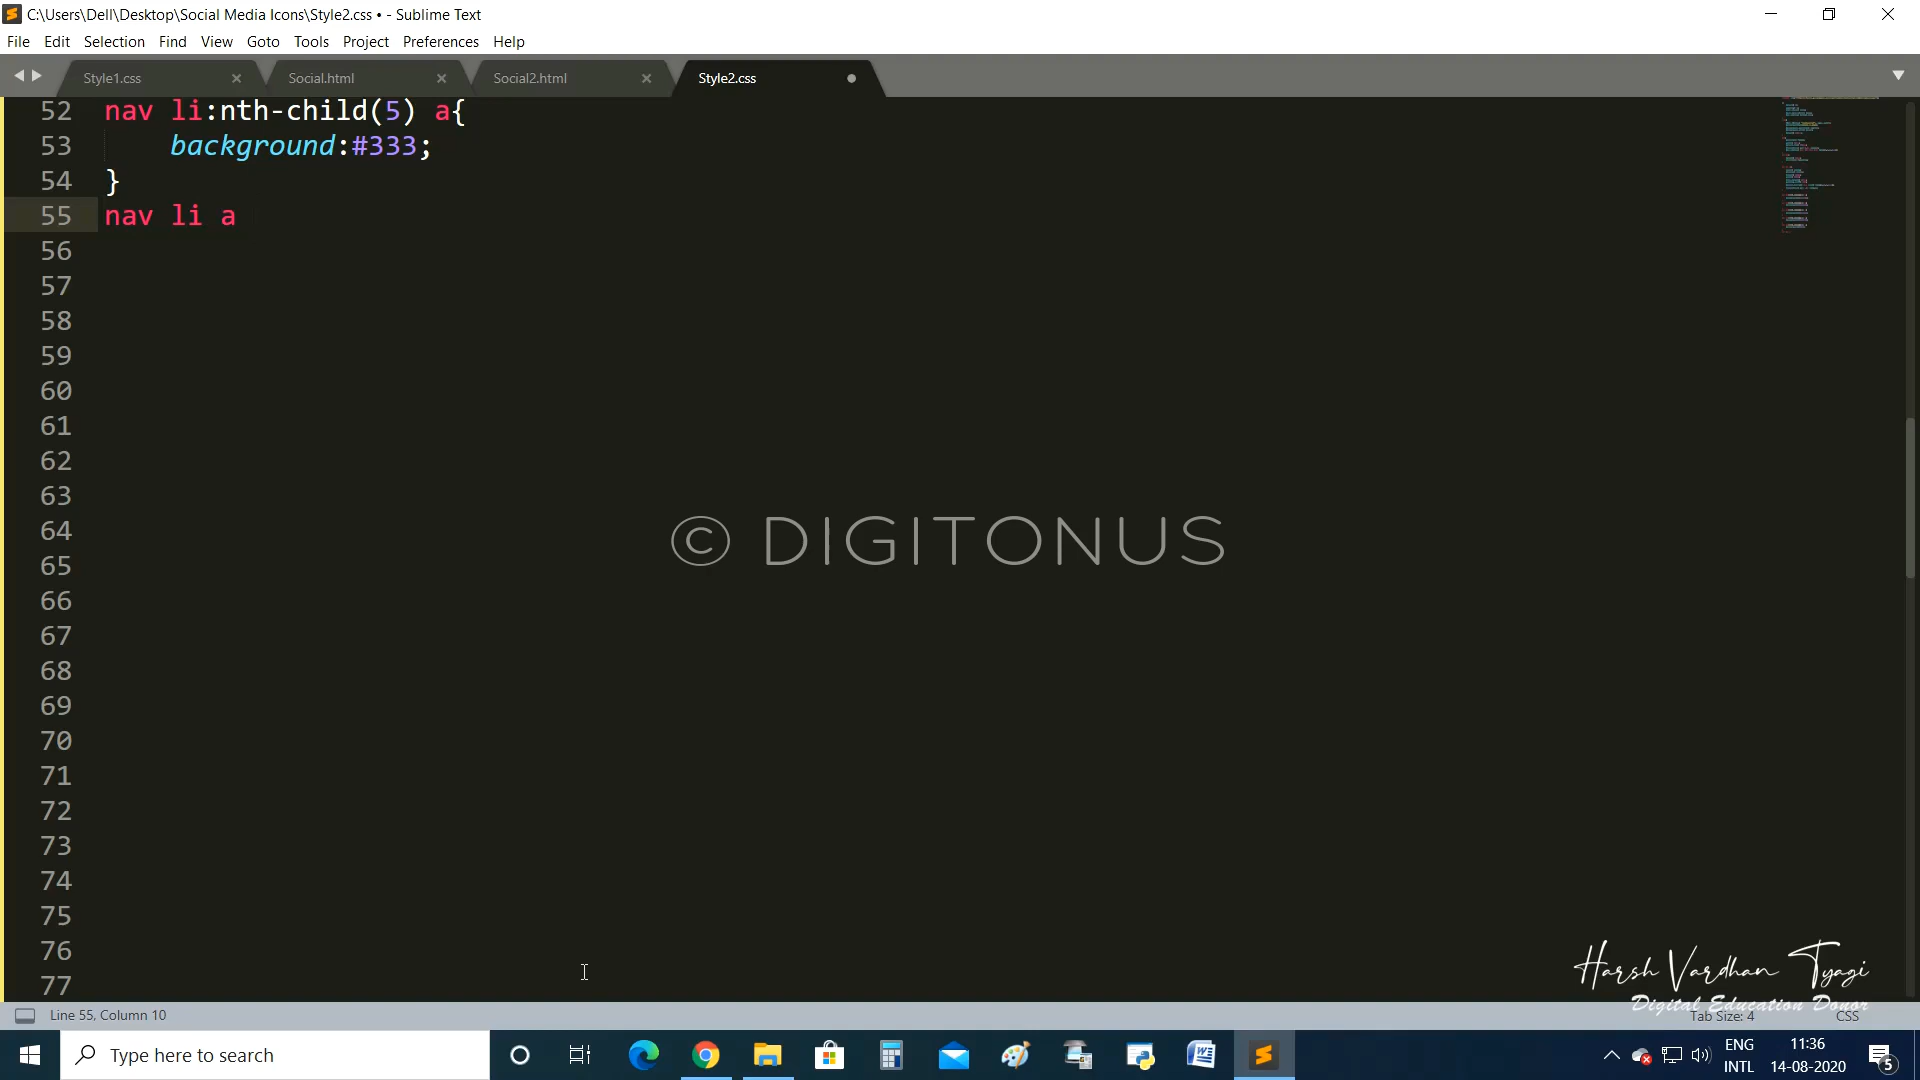 C:\Users\Dell\Desktop\Social Media Icons\Style2.css • - Sublime Text
File Edit Selection Find View Goto Tools Project Preferences Help
Style1.css Social.html Social2.html Style2.css
52 nav li:nth-child(5) a{
53 background:#333;
54 }
55 nav li a
56
57
58
59
60
61
62
63
64
65
66
67
68
69
70
71
72
73
74
75
76
77
© DIGITONUS
Harsh Vardhan Tyagi
Digital Education Donor
Line 55, Column 10 Tab Size: 4 CSS
Type here to search
ENG 11:36
INTL 14-08-2020 5